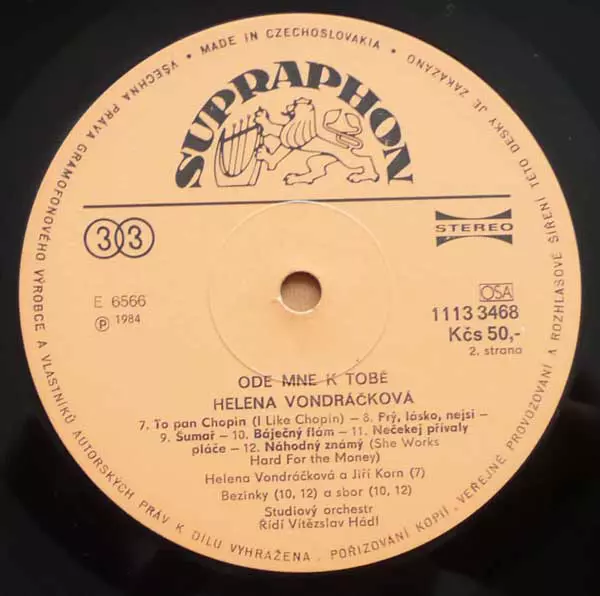 VŠECHNA PRÁVA GRAMOFONOVÉHO VÝROBCE A VLASTNÍKŮ AUTORSKÝCH PRÁV K DÍLU VYHRAŽENA. POŘIZOVÁNÍ KOPIÍ, VEŘEJNÉ PROVOZOVÁNÍ A ROZHLASOVÉ ŠÍŘENÍ TÉTO DESKY JE ZAKÁZÁNO • MADE IN CZECHOSLOVAKIA •
SUPRAPHON
33
STEREO
E 6566
℗ 1984
OSA
1113 3468
Kčs 50,-
2. strana
ODE MNE K TOBĚ
HELENA VONDRÁČKOVÁ
7. To pan Chopin (I Like Chopin) – 8. Frý, lásko, nejsi –
9. Šumař – 10. Báječný flám – 11. Nečekej přívaly
pláče – 12. Náhodný známý (She Works
Hard For the Money)
Helena Vondráčková a Jiří Korn (7)
Bezinky (10, 12) a sbor (10, 12)
Studiový orchestr
Řídí Vítězslav Hádl